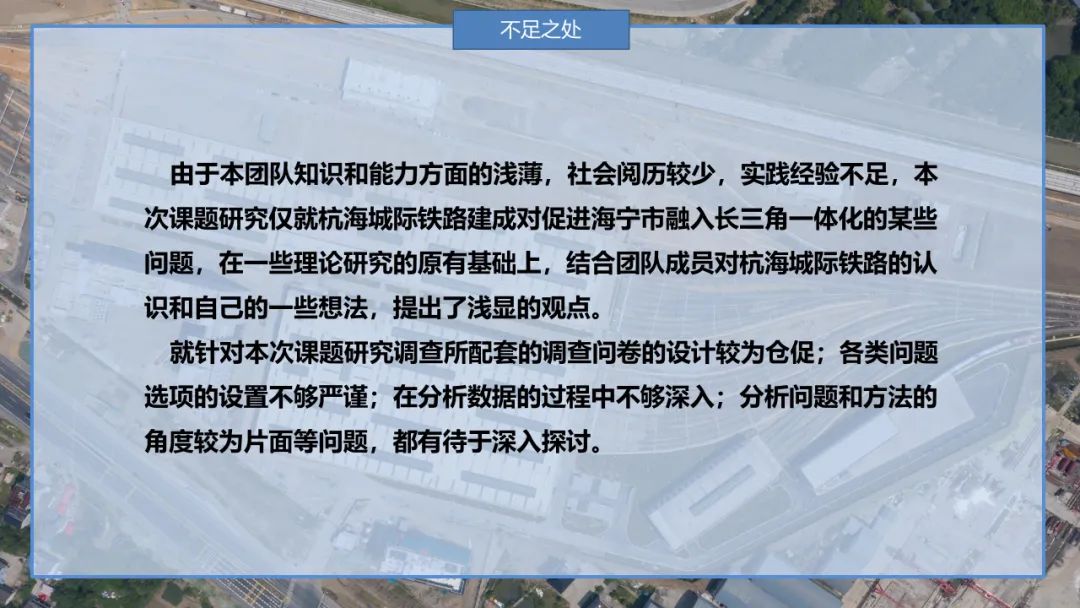 不足之处
由于本团队知识和能力方面的浅薄，社会阅历较少，实践经验不足，本
次课题研究仅就杭海城际铁路建成对促进海宁市融入长三角一体化的某些
问题，在一些理论研究的原有基础上，结合团队成员对杭海城际铁路的认
识和自己的一些想法，提出了浅显的观点。
就针对本次课题研究调查所配套的调查问卷的设计较为仓促；各类问题
选项的设置不够严谨；在分析数据的过程中不够深入；分析问题和方法的
角度较为片面等问题，都有待于深入探讨。